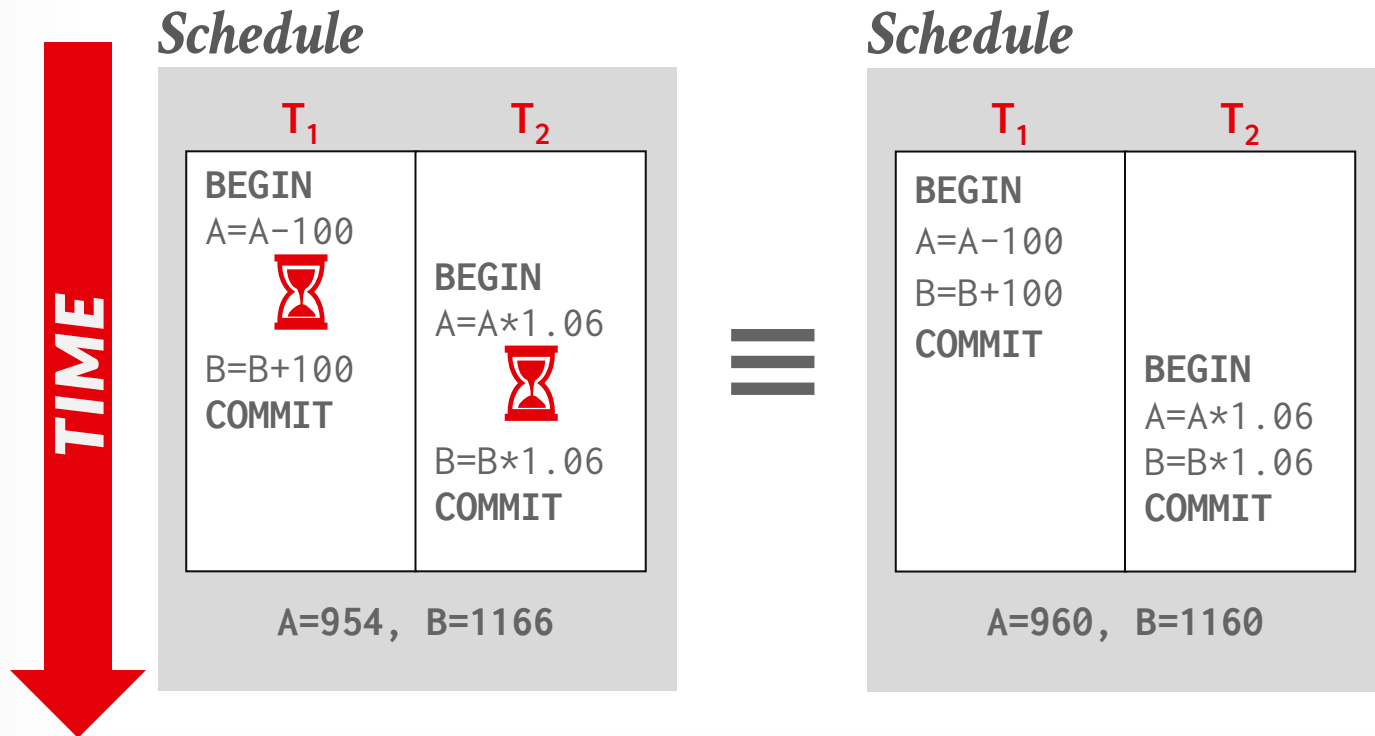 TIME
Schedule
T₁ T₂
BEGIN
A=A-100
B=B+100
COMMIT
BEGIN
A=A*1.06
B=B*1.06
COMMIT
A=954, B=1166
≡
Schedule
T₁ T₂
BEGIN
A=A-100
B=B+100
COMMIT
BEGIN
A=A*1.06
B=B*1.06
COMMIT
A=960, B=1160